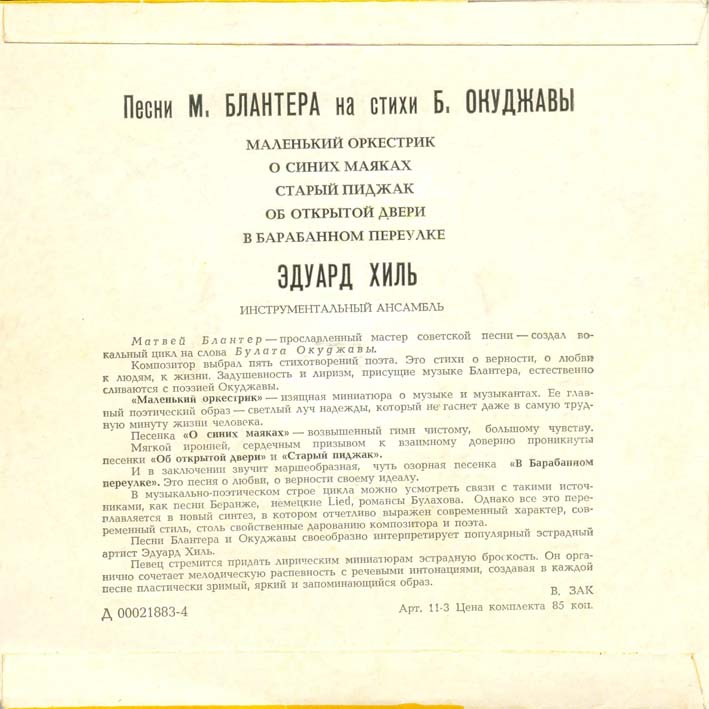 Песни М. БЛАНТЕРА на стихи Б. ОКУДЖАВЫ
МАЛЕНЬКИЙ ОРКЕСТРИК
О СИНИХ МАЯКАХ
СТАРЫЙ ПИДЖАК
ОБ ОТКРЫТОЙ ДВЕРИ
В БАРАБАННОМ ПЕРЕУЛКЕ
ЭДУАРД ХИЛЬ
ИНСТРУМЕНТАЛЬНЫЙ АНСАМБЛЬ
Матвей Блантер — прославленный мастер советской песни — создал во-
кальный цикл на слова Булата Окуджавы.
Композитор выбрал пять стихотворений поэта. Это стихи о верности, о любви
к людям, к жизни. Задушевность и лиризм, присущие музыке Блантера, естественно
сливаются с поэзией Окуджавы.
«Маленький оркестрик» — изящная миниатюра о музыке и музыкантах. Ее глав-
ный поэтический образ — светлый луч надежды, который не гаснет даже в самую труд-
ную минуту жизни человека.
Песенка «О синих маяках» — возвышенный гимн чистому, большому чувству.
Мягкой иронией, сердечным призывом к взаимному доверию проникнуты
песенки «Об открытой двери» и «Старый пиджак».
И в заключении звучит маршеобразная, чуть озорная песенка «В Барабанном
переулке». Это песня о любви, о верности своему идеалу.
В музыкально-поэтическом строе цикла можно усмотреть связи с такими источ-
никами, как песни Беранже, немецкие Lied, романсы Булахова. Однако все это пере-
плавляется в новый синтез, в котором отчетливо выражен современный характер, сов-
ременный стиль, столь свойственные дарованию композитора и поэта.
Песни Блантера и Окуджавы своеобразно интерпретирует популярный эстрадный
артист Эдуард Хиль.
Певец стремится придать лирическим миниатюрам эстрадную броскость. Он орга-
нично сочетает мелодическую распевность с речевыми интонациями, создавая в каждой
песне пластически зримый, яркий и запоминающийся образ.
В. ЗАК
Д 00021883-4
Арт. 11-3 Цена комплекта 85 коп.